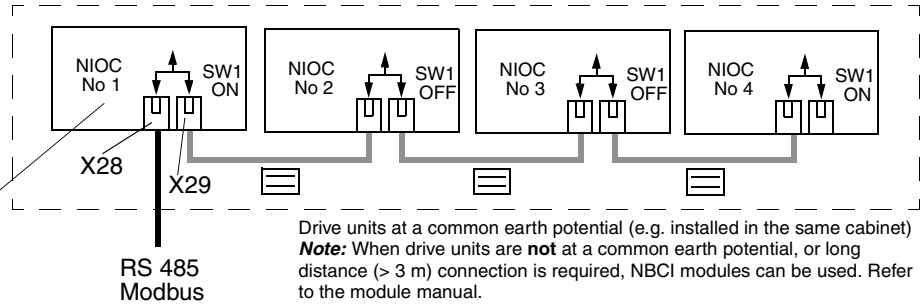 NIOC
No 1
SW1
ON
NIOC
No 2
SW1
OFF
NIOC
No 3
SW1
OFF
NIOC
No 4
SW1
ON
X28
X29
RS 485
Modbus
Drive units at a common earth potential (e.g. installed in the same cabinet)
Note: When drive units are not at a common earth potential, or long
distance (> 3 m) connection is required, NBCI modules can be used. Refer
to the module manual.